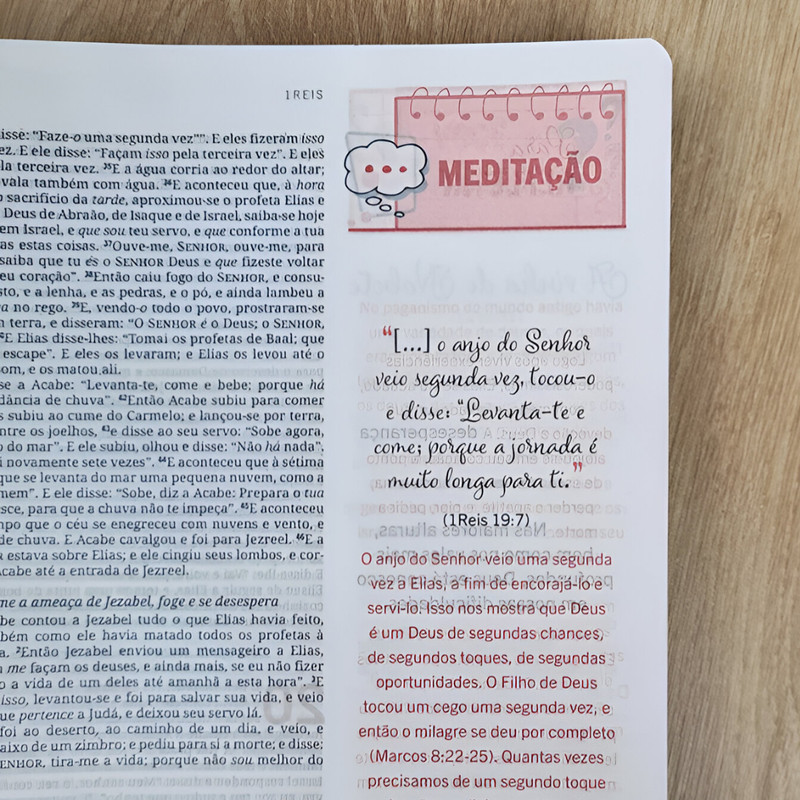 1REIS
disse: “Faze-o uma segunda vez””. E eles fizeram isso
vez. E ele disse: “Façam isso pela terceira vez”. E eles
pela terceira vez. ³⁵E a água corria ao redor do altar;
vala também com água. ³⁶E aconteceu que, à hora
sacrifício da tarde, aproximou-se o profeta Elias e
Deus de Abraão, de Isaque e de Israel, saiba-se hoje
em Israel, e que sou teu servo, e que conforme a tua
as estas coisas. ³⁷Ouve-me, SENHOR, ouve-me, para
saiba que tu és o SENHOR Deus e que fizeste voltar
eu coração”. ³⁸Então caiu fogo do SENHOR, e consu-
sto, e a lenha, e as pedras, e o pó, e ainda lambeu a
no rego. ³⁹E, vendo-o todo o povo, prostraram-se
terra, e disseram: “O SENHOR é o Deus; o SENHOR,
E Elias disse-lhes: “Tomai os profetas de Baal; que
escape”. E eles os levaram; e Elias os levou até o
som, e os matou ali.
se a Acabe: “Levanta-te, come e bebe; porque há
dância de chuva”. ⁴²Então Acabe subiu para comer
s subiu ao cume do Carmelo; e lançou-se por terra,
ntre os joelhos, ⁴³e disse ao seu servo: “Sobe agora,
o do mar”. E ele subiu, olhou e disse: “Não há nada”.
i novamente sete vezes”. ⁴⁴E aconteceu que à sétima
que se levanta do mar uma pequena nuvem, como a
mem”. E ele disse: “Sobe, diz a Acabe: Prepara o tua
sce, para que a chuva não te impeça”. ⁴⁵E aconteceu
mpo que o céu se enegreceu com nuvens e vento, e
de chuva. E Acabe cavalgou e foi para Jezreel. ⁴⁶E a
estava sobre Elias; e ele cingiu seus lombos, e cor-
Acabe até a entrada de Jezreel.
me a ameaça de Jezabel, foge e se desespera
be contou a Jezabel tudo o que Elias havia feito,
bém como ele havia matado todos os profetas à
a. ²Então Jezabel enviou um mensageiro a Elias,
me façam os deuses, e ainda mais, se eu não fizer
o a vida de um deles até amanhã a esta hora”. ³E
isso, levantou-se e foi para salvar sua vida, e veio
que pertence a Judá, e deixou seu servo lá.
foi ao deserto, ao caminho de um dia, e veio, e
aixo de um zimbro; e pediu para si a morte; e disse:
ENHOR, tira-me a vida; porque não sou melhor do
MEDITAÇÃO
“[...] o anjo do Senhor
veio segunda vez, tocou-o
e disse: “Levanta-te e
come; porque a jornada é
muito longa para ti.”
(1Reis 19:7)
O anjo do Senhor veio uma segunda
vez a Elias, a fim de encorajá-lo e
servi-lo. Isso nos mostra que Deus
é um Deus de segundas chances,
de segundos toques, de segundas
oportunidades. O Filho de Deus
tocou um cego uma segunda vez, e
então o milagre se deu por completo
(Marcos 8:22-25). Quantas vezes
precisamos de um segundo toque